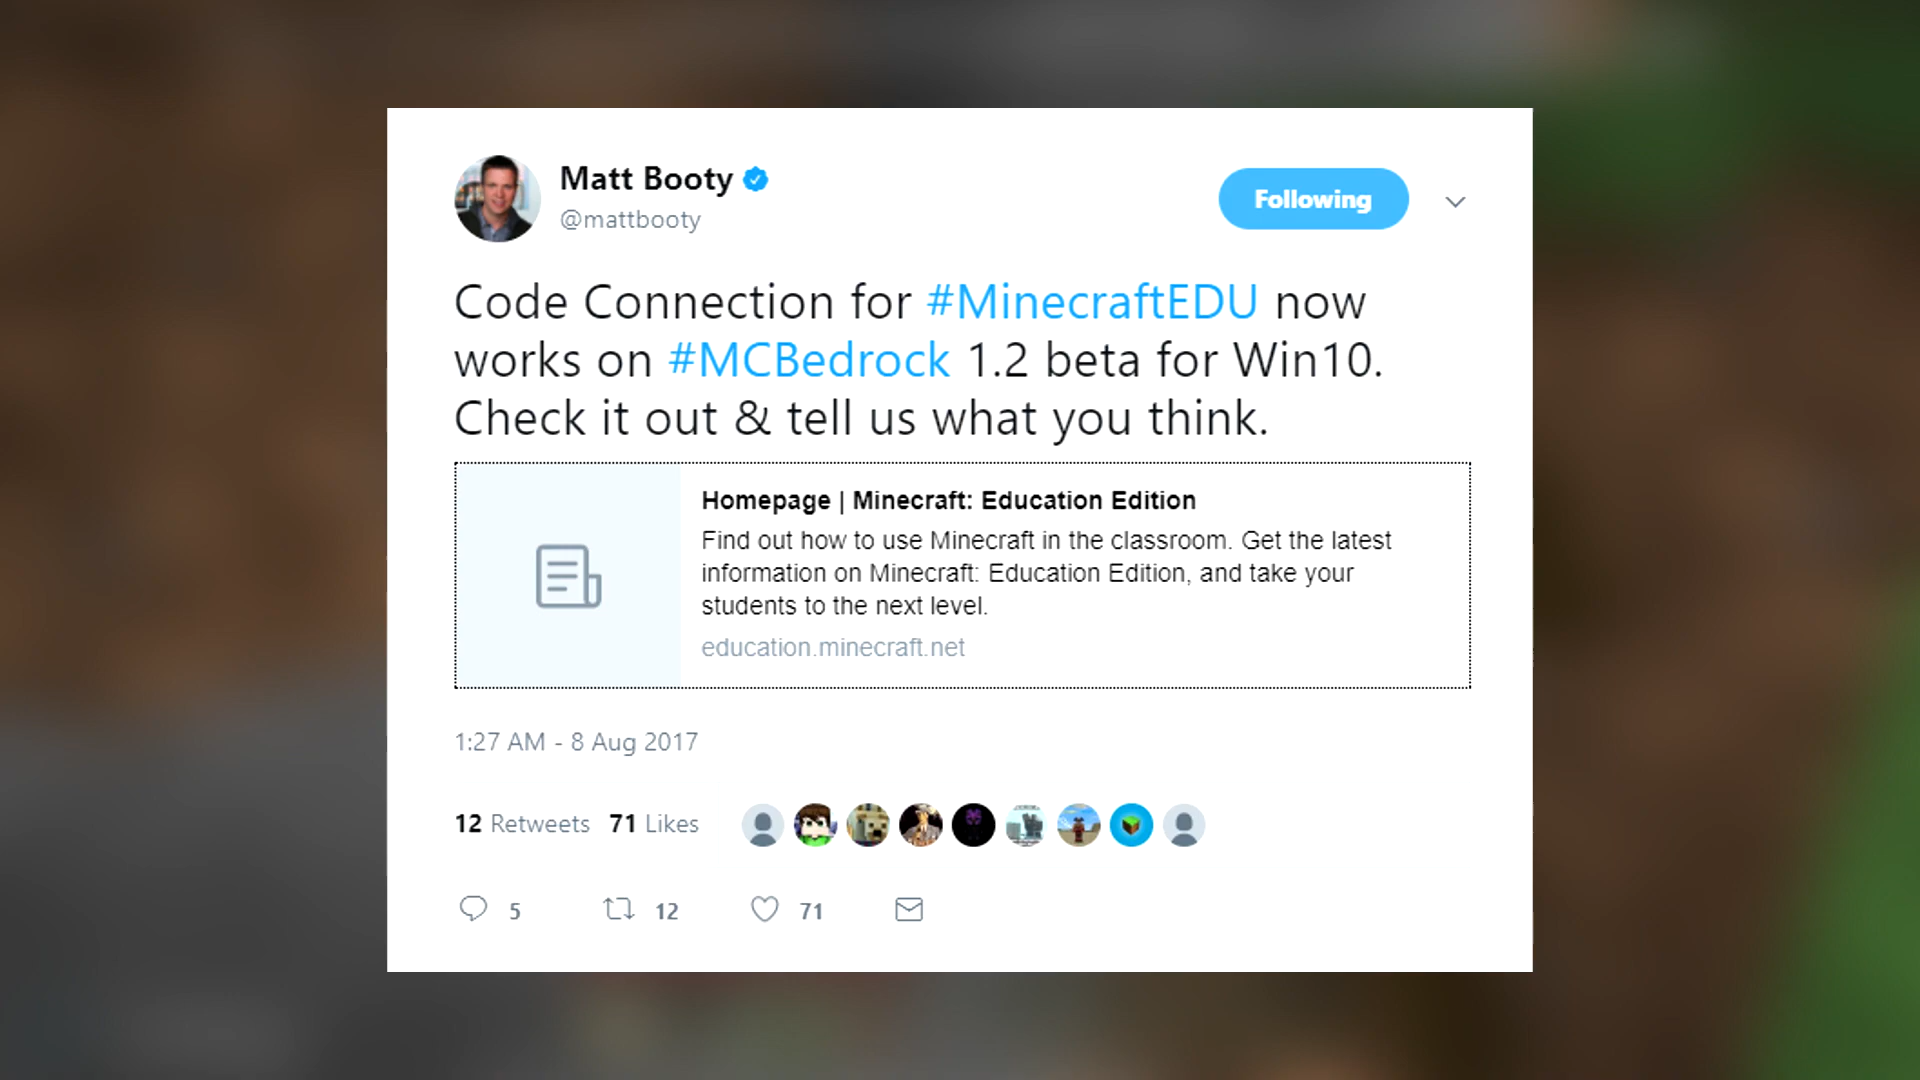 Matt Booty
@mattbooty
Following
Code Connection for #MinecraftEDU now
works on #MCBedrock 1.2 beta for Win10.
Check it out & tell us what you think.
Homepage | Minecraft: Education Edition
Find out how to use Minecraft in the classroom. Get the latest
information on Minecraft: Education Edition, and take your
students to the next level.
education.minecraft.net
1:27 AM - 8 Aug 2017
12 Retweets 71 Likes
5 12 71